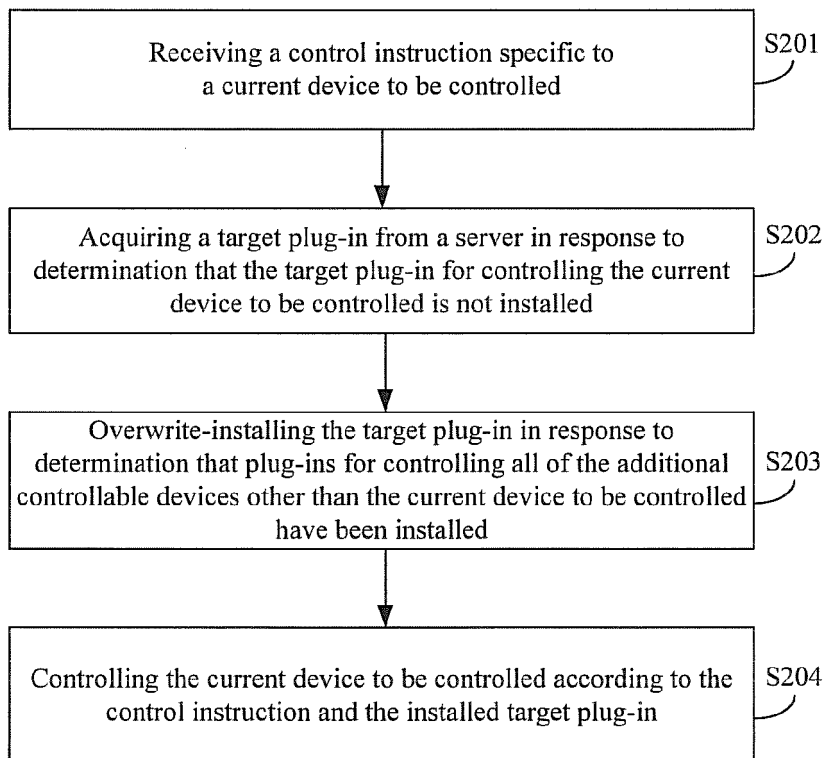 Receiving a control instruction specific to
a current device to be controlled
S201
Acquiring a target plug-in from a server in response to
determination that the target plug-in for controlling the current
device to be controlled is not installed
S202
Overwrite-installing the target plug-in in response to
determination that plug-ins for controlling all of the additional
controllable devices other than the current device to be controlled
have been installed
S203
Controlling the current device to be controlled according to the
control instruction and the installed target plug-in
S204